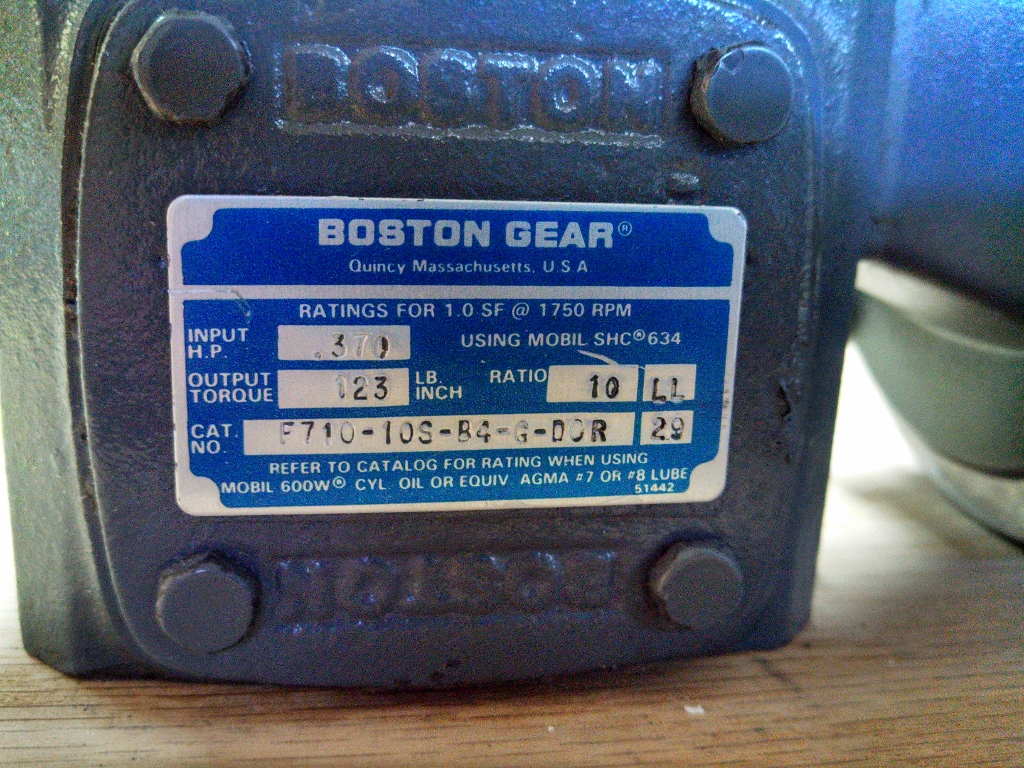 BOSTON
BOSTON GEAR®
Quincy Massachusetts, U.S.A.
RATINGS FOR 1.0 SF @ 1750 RPM
INPUT H.P. .370 USING MOBIL SHC® 634
OUTPUT TORQUE 123 LB. INCH RATIO 10 LL
CAT. NO. F710-10S-B4-G-DOR 29
REFER TO CATALOG FOR RATING WHEN USING
MOBIL 600W® CYL. OIL OR EQUIV. AGMA #7 OR #8 LUBE
51442
BOSTON